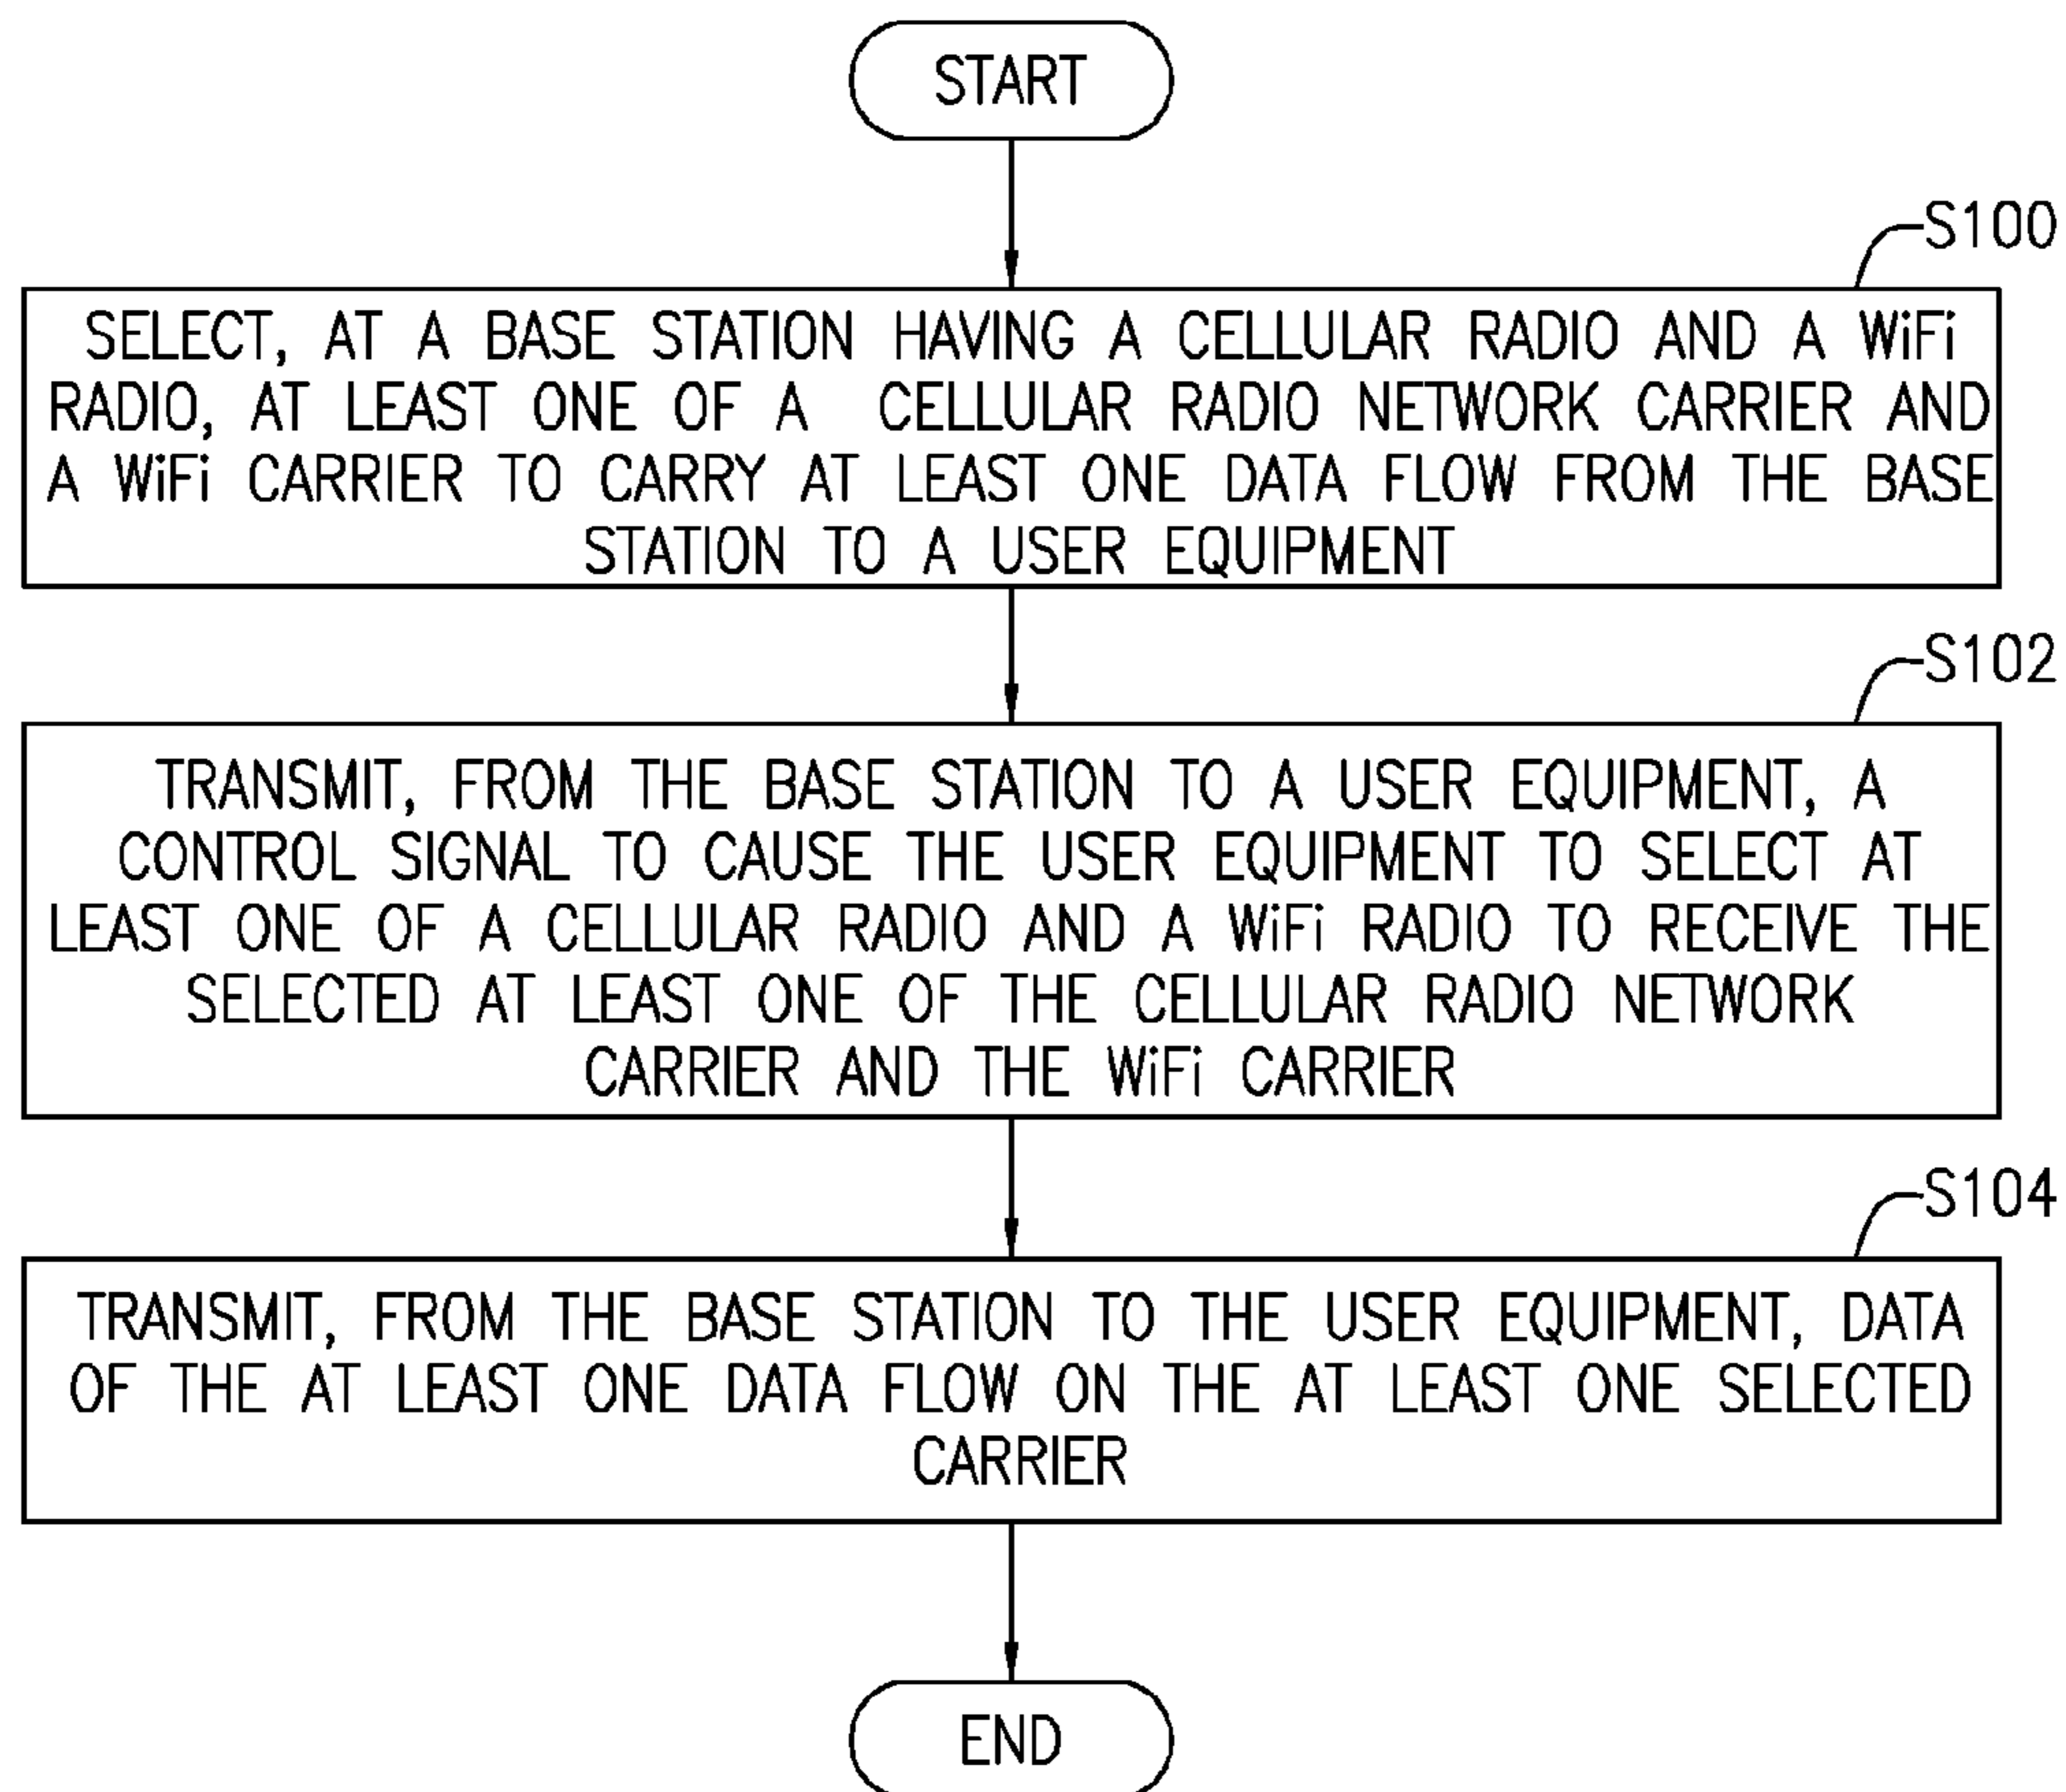 START
S100
SELECT, AT A BASE STATION HAVING A CELLULAR RADIO AND A WiFi
RADIO, AT LEAST ONE OF A CELLULAR RADIO NETWORK CARRIER AND
A WiFi CARRIER TO CARRY AT LEAST ONE DATA FLOW FROM THE BASE
STATION TO A USER EQUIPMENT
S102
TRANSMIT, FROM THE BASE STATION TO A USER EQUIPMENT, A
CONTROL SIGNAL TO CAUSE THE USER EQUIPMENT TO SELECT AT
LEAST ONE OF A CELLULAR RADIO AND A WiFi RADIO TO RECEIVE THE
SELECTED AT LEAST ONE OF THE CELLULAR RADIO NETWORK
CARRIER AND THE WiFi CARRIER
S104
TRANSMIT, FROM THE BASE STATION TO THE USER EQUIPMENT, DATA
OF THE AT LEAST ONE DATA FLOW ON THE AT LEAST ONE SELECTED
CARRIER
END